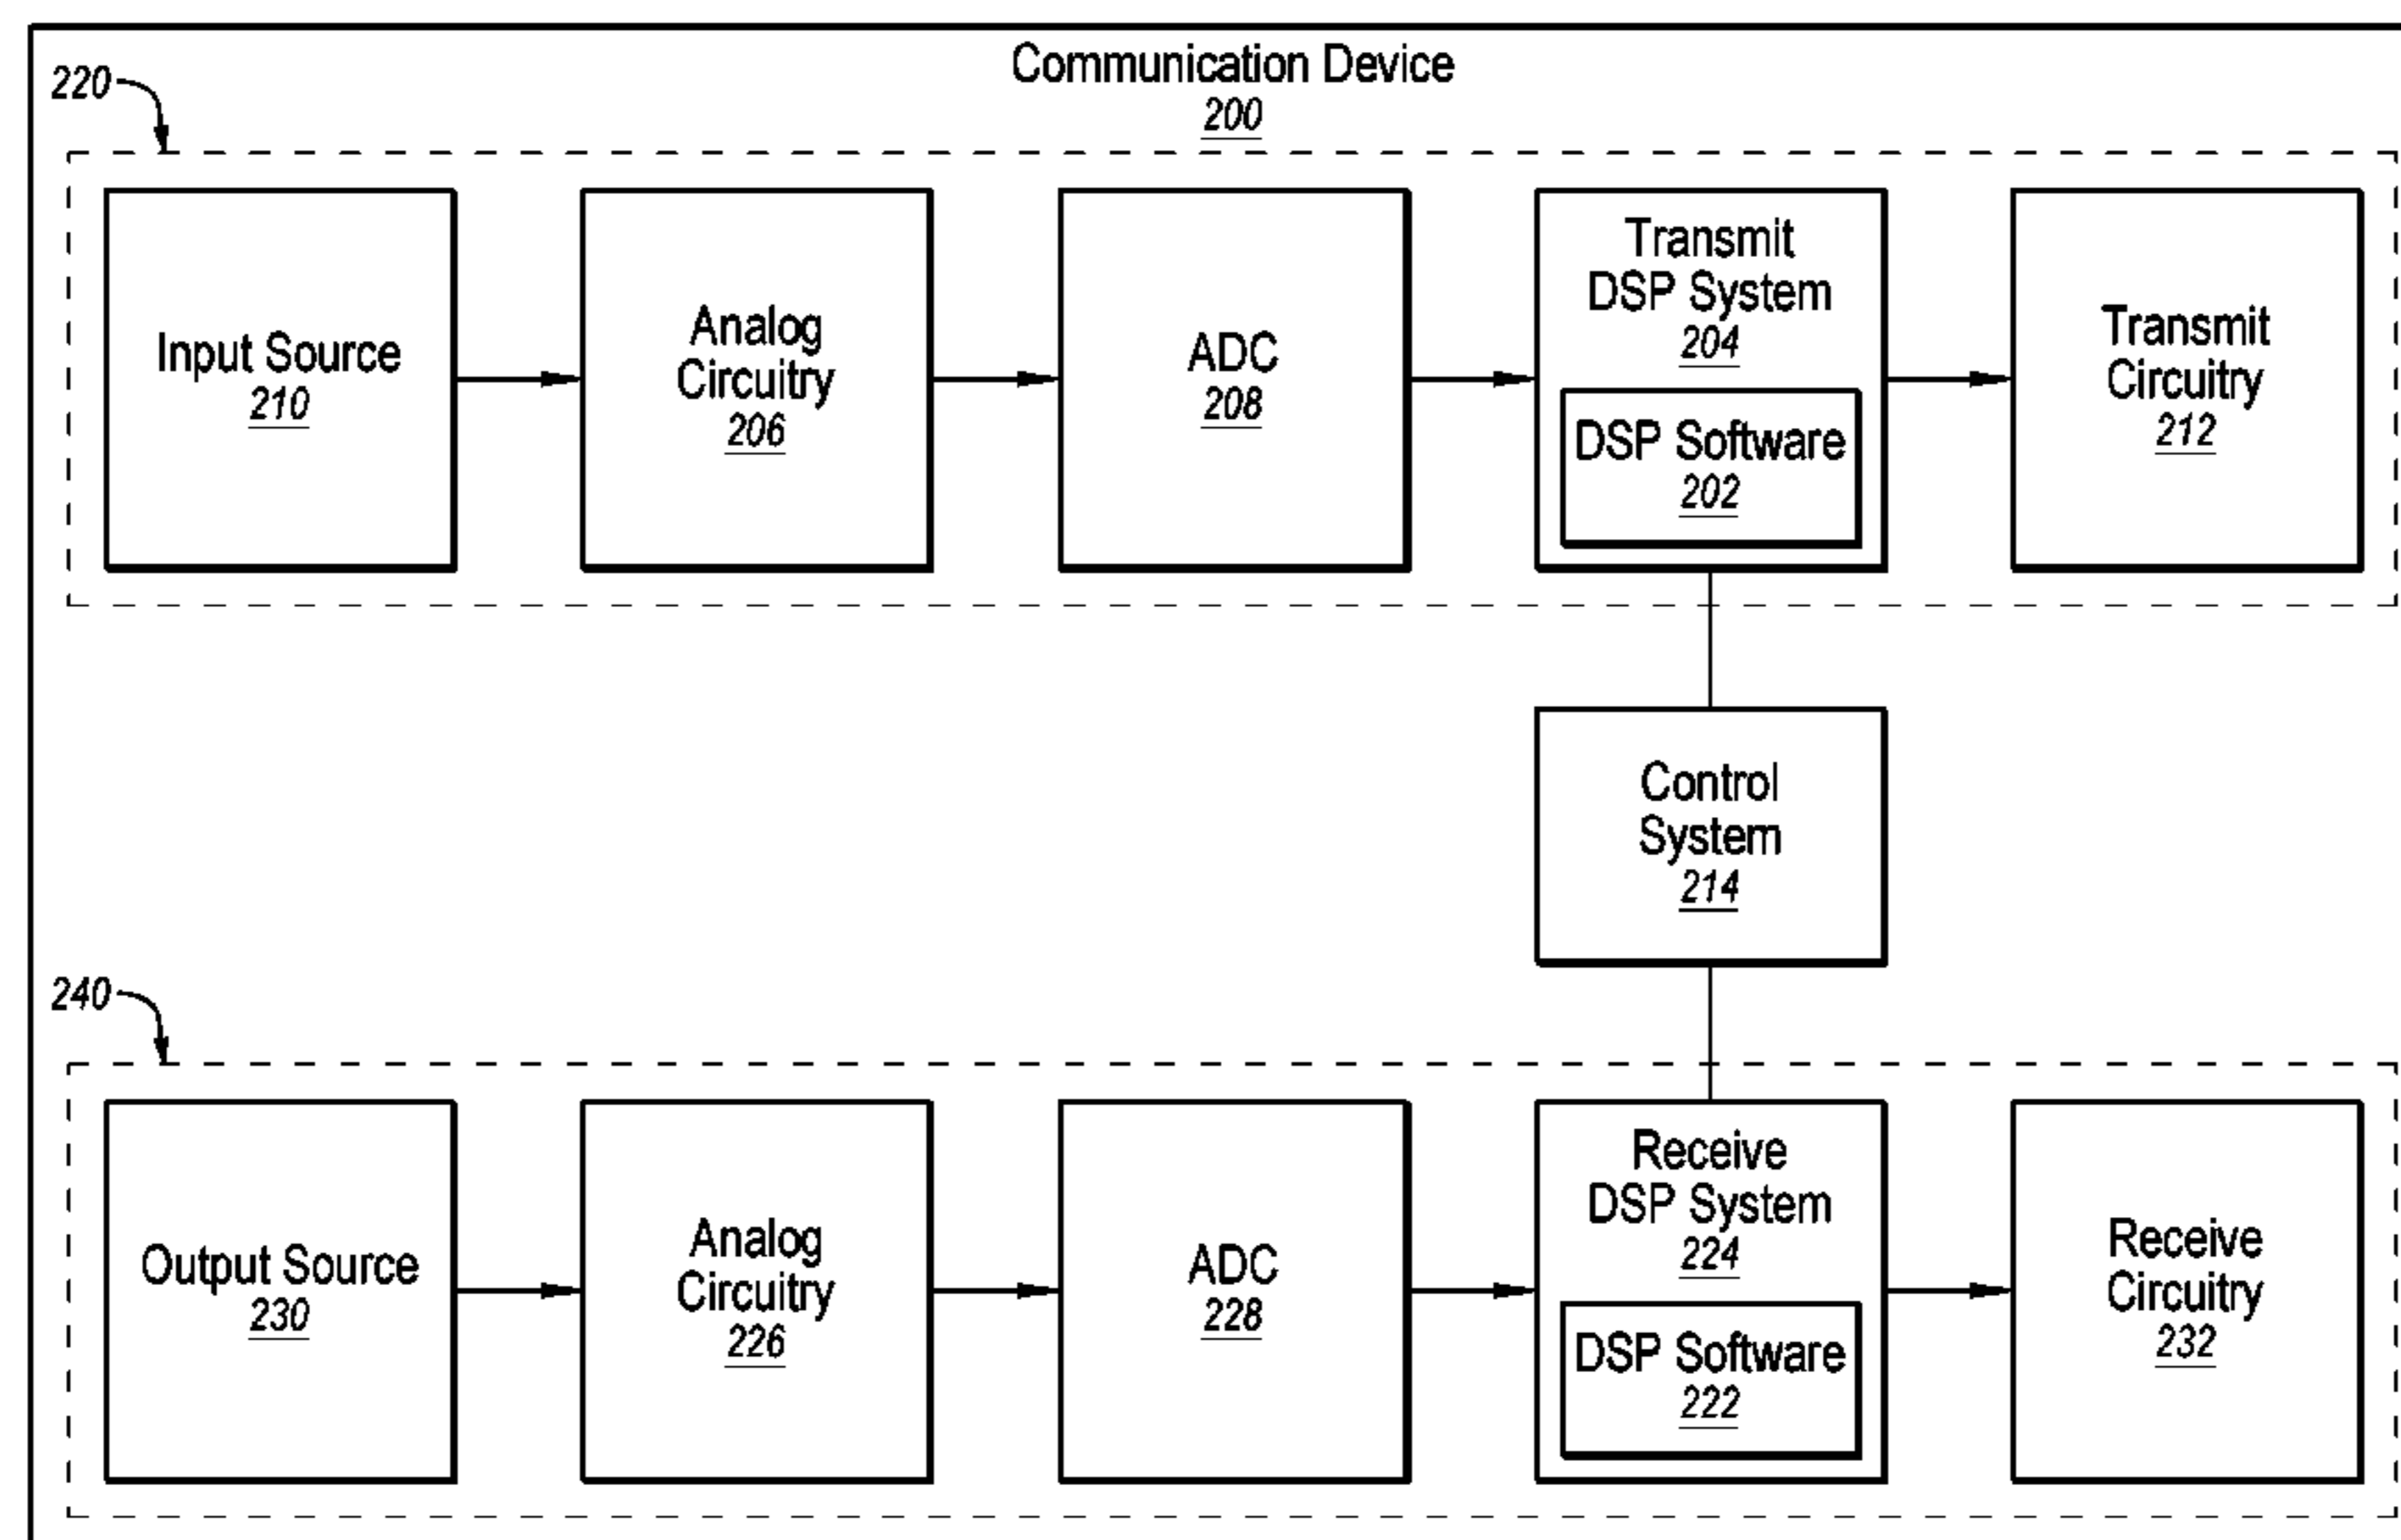 Communication Device
200
220
Input Source
210
Analog
Circuitry
206
ADC
208
Transmit
DSP System
204
DSP Software
202
Transmit
Circuitry
212
Control
System
214
240
Output Source
230
Analog
Circuitry
226
ADC
228
Receive
DSP System
224
DSP Software
222
Receive
Circuitry
232